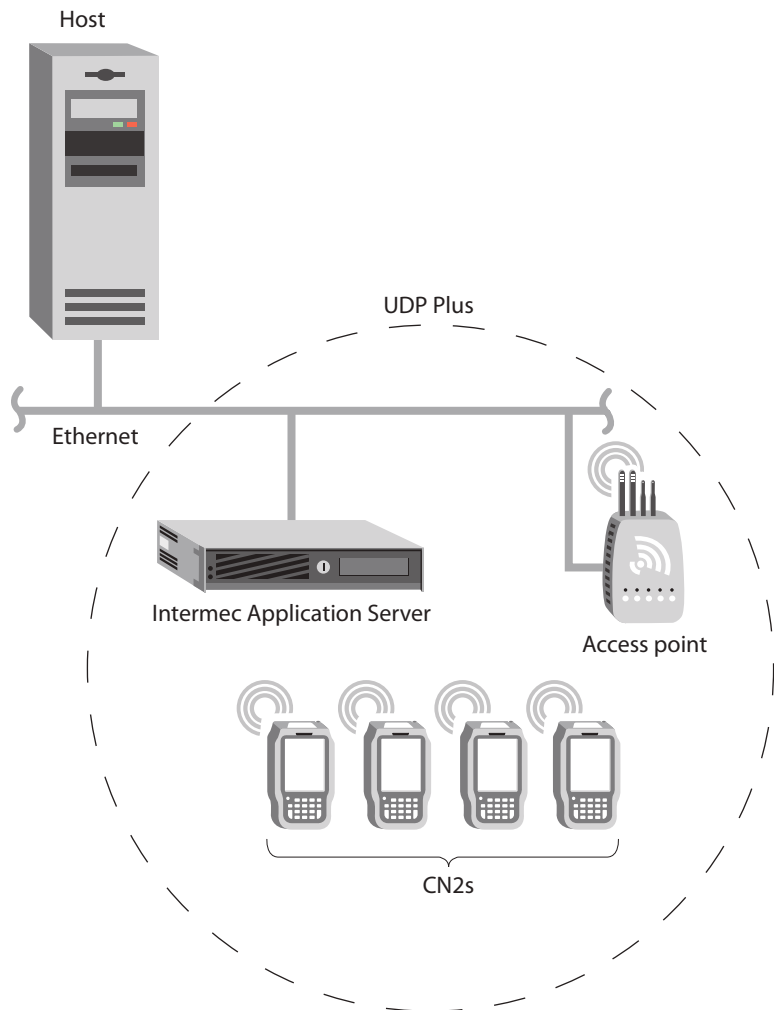 Host
UDP Plus
Ethernet
Intermec Application Server
Access point
CN2s